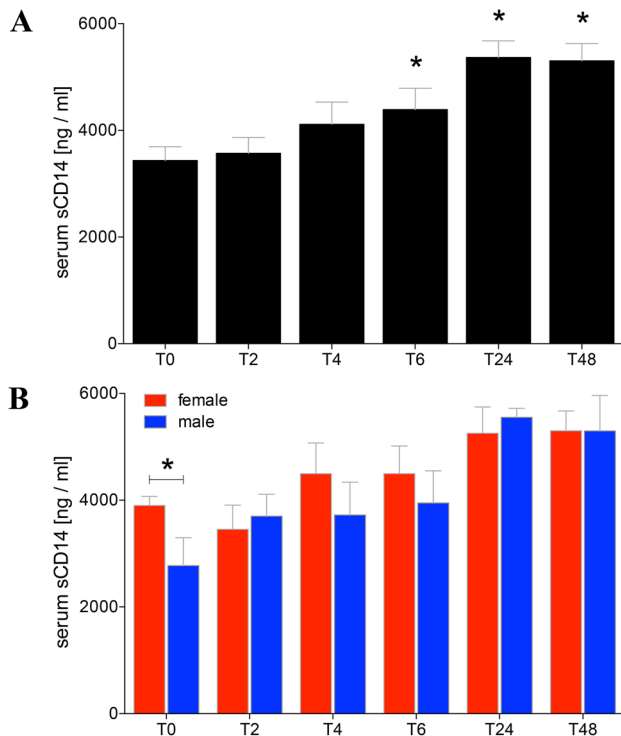 A
serum sCD14 [ng / ml]
6000
4000
2000
0
*
*
*
T0 T2 T4 T6 T24 T48
B
serum sCD14 [ng / ml]
6000
4000
2000
0
female
male
*
T0 T2 T4 T6 T24 T48